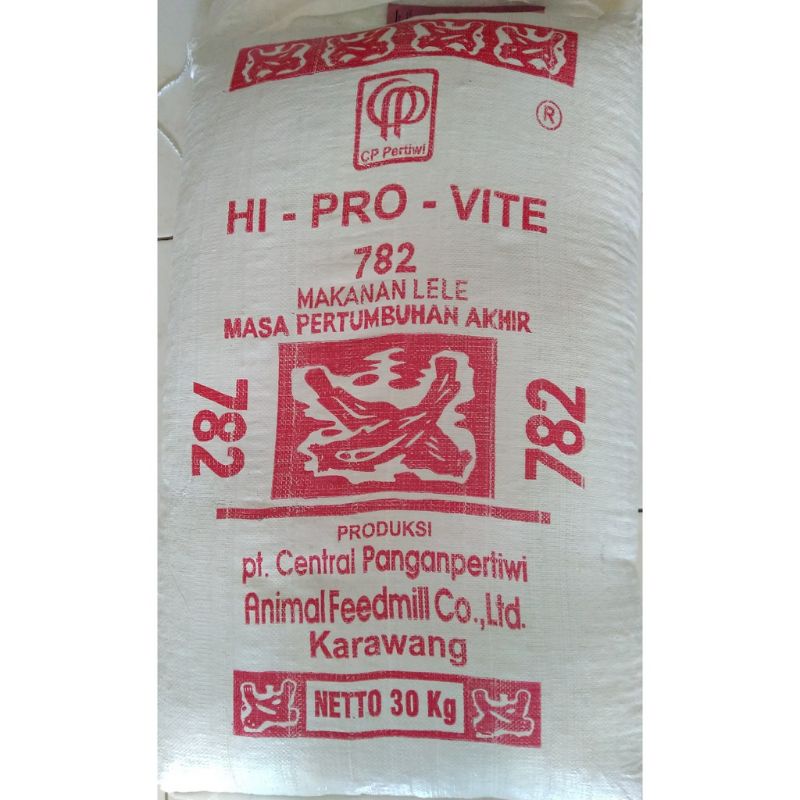 CP Pertiwi
®
HI - PRO - VITE
782
MAKANAN LELE
MASA PERTUMBUHAN AKHIR
782
782
PRODUKSI
pt. Central Panganpertiwi
Animal Feedmill Co.,Ltd.
Karawang
NETTO 30 Kg